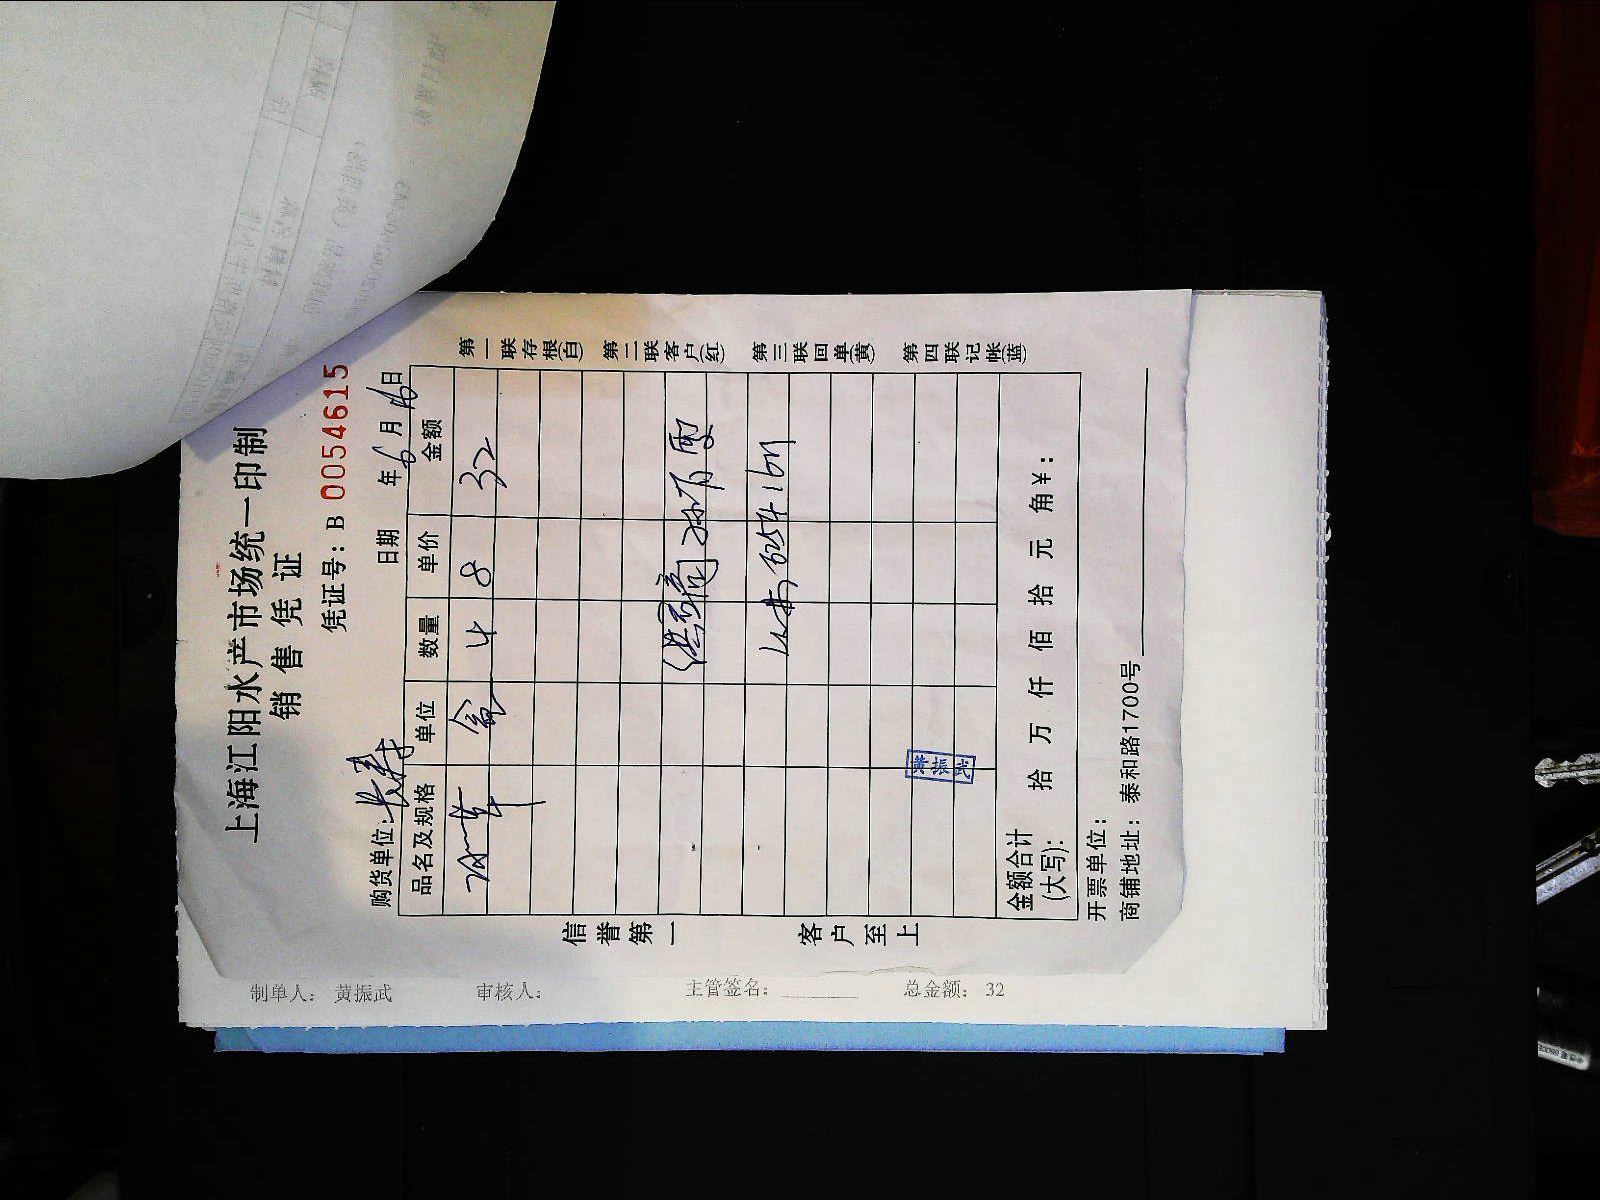 上海江阳水产市场统一印制
销售凭证
凭证号：B 0054615
购货单位：长寿 日期 年 6 月 16 日
品名及规格 单位 数量 单价 金额
盒 4 8 32
6254167
黄振武
金额合计(大写)： 拾 万 仟 佰 拾 元 角 ¥：
开票单位：
商铺地址：泰和路1700号
信誉第一 客户至上
第一联存根(白) 第二联客户(红) 第三联回单(黄) 第四联记帐(蓝)
制单人： 黄振武 审核人： 主管签名： 总金额： 32